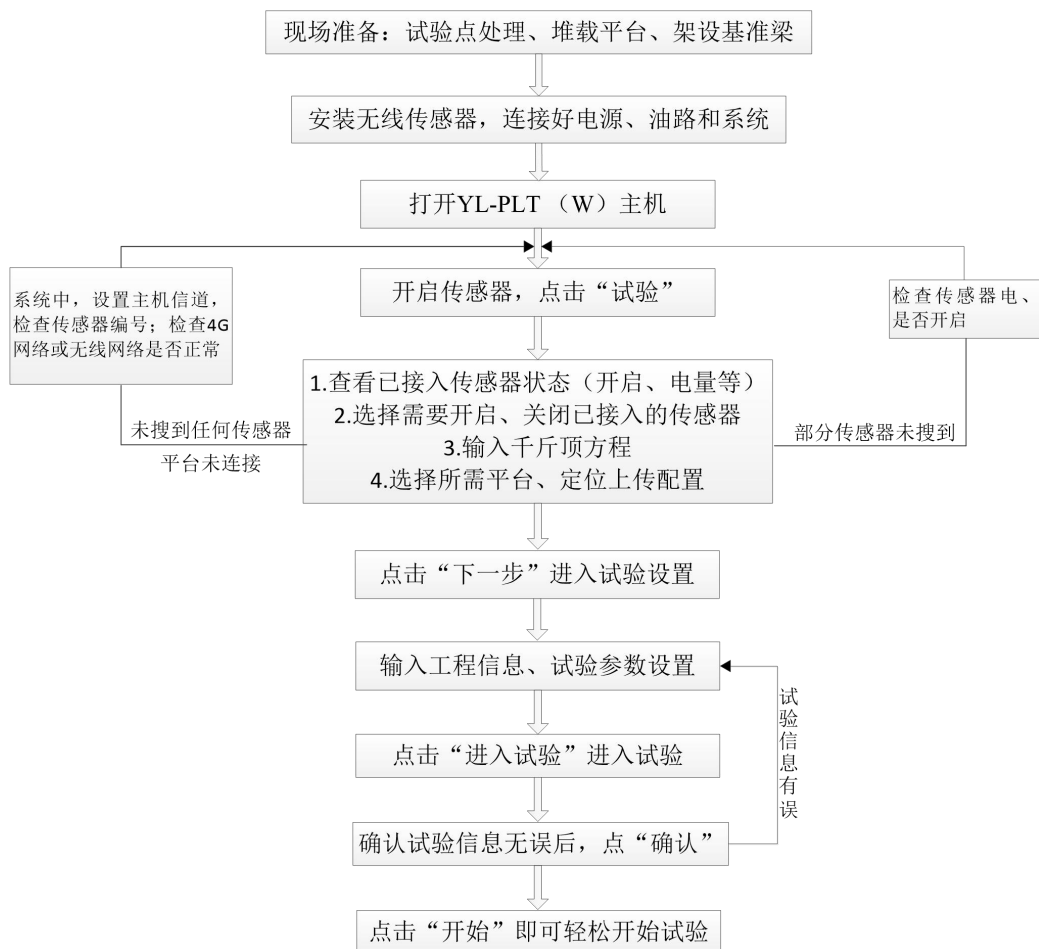 现场准备：试验点处理、堆载平台、架设基准梁
安装无线传感器，连接好电源、油路和系统
打开YL-PLT （W）主机
系统中，设置主机信道，
检查传感器编号；检查4G
网络或无线网络是否正常
开启传感器，点击“试验”
检查传感器电、
是否开启
未搜到任何传感器
平台未连接
1.查看已接入传感器状态（开启、电量等）
2.选择需要开启、关闭已接入的传感器
3.输入千斤顶方程
4.选择所需平台、定位上传配置
部分传感器未搜到
点击“下一步”进入试验设置
输入工程信息、试验参数设置
点击“进入试验”进入试验
试验信息有误
确认试验信息无误后，点“确认”
点击“开始”即可轻松开始试验